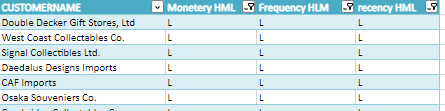 CUSTOMERNAME Monetery HML Frequency HLM recency HML
Double Decker Gift Stores, Ltd L L L
West Coast Collectables Co. L L L
Signal Collectibles Ltd. L L L
Daedalus Designs Imports L L L
CAF Imports L L L
Osaka Souveniers Co. L L L